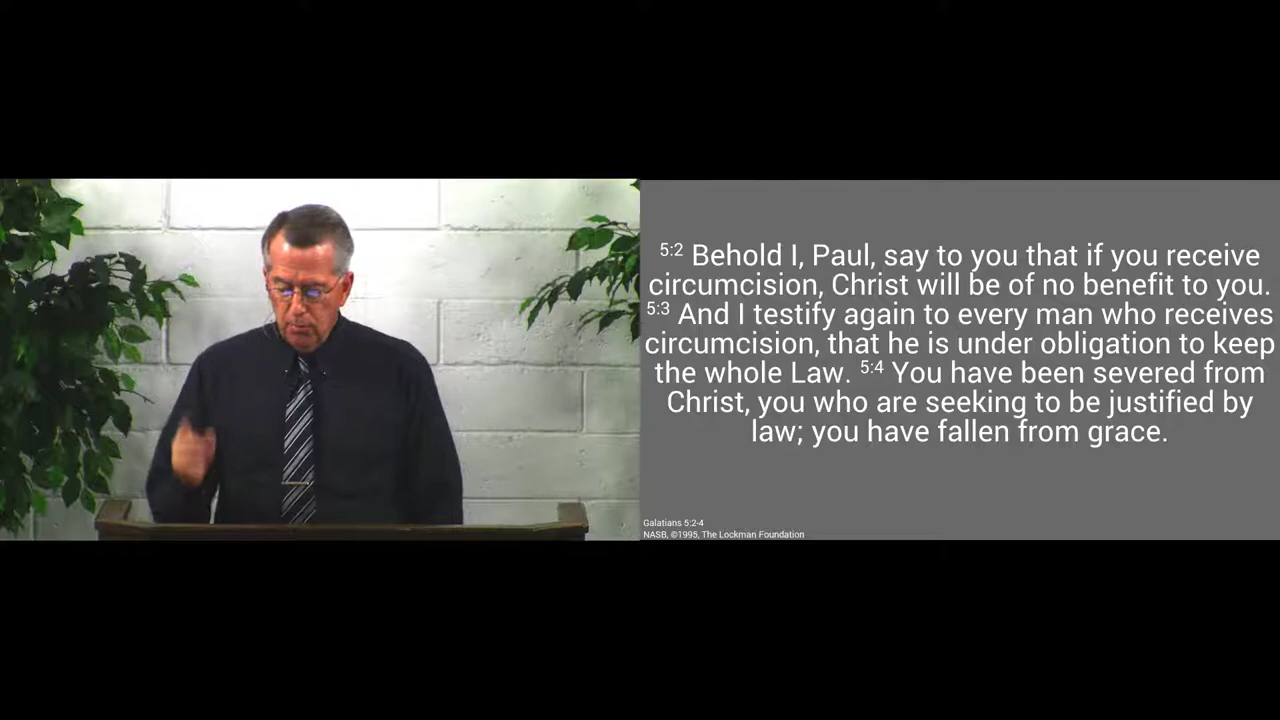 5:2 Behold I, Paul, say to you that if you receive
circumcision, Christ will be of no benefit to you.
5:3 And I testify again to every man who receives
circumcision, that he is under obligation to keep
the whole Law. 5:4 You have been severed from
Christ, you who are seeking to be justified by
law; you have fallen from grace.
Galatians 5:2-4
NASB, ©1995, The Lockman Foundation